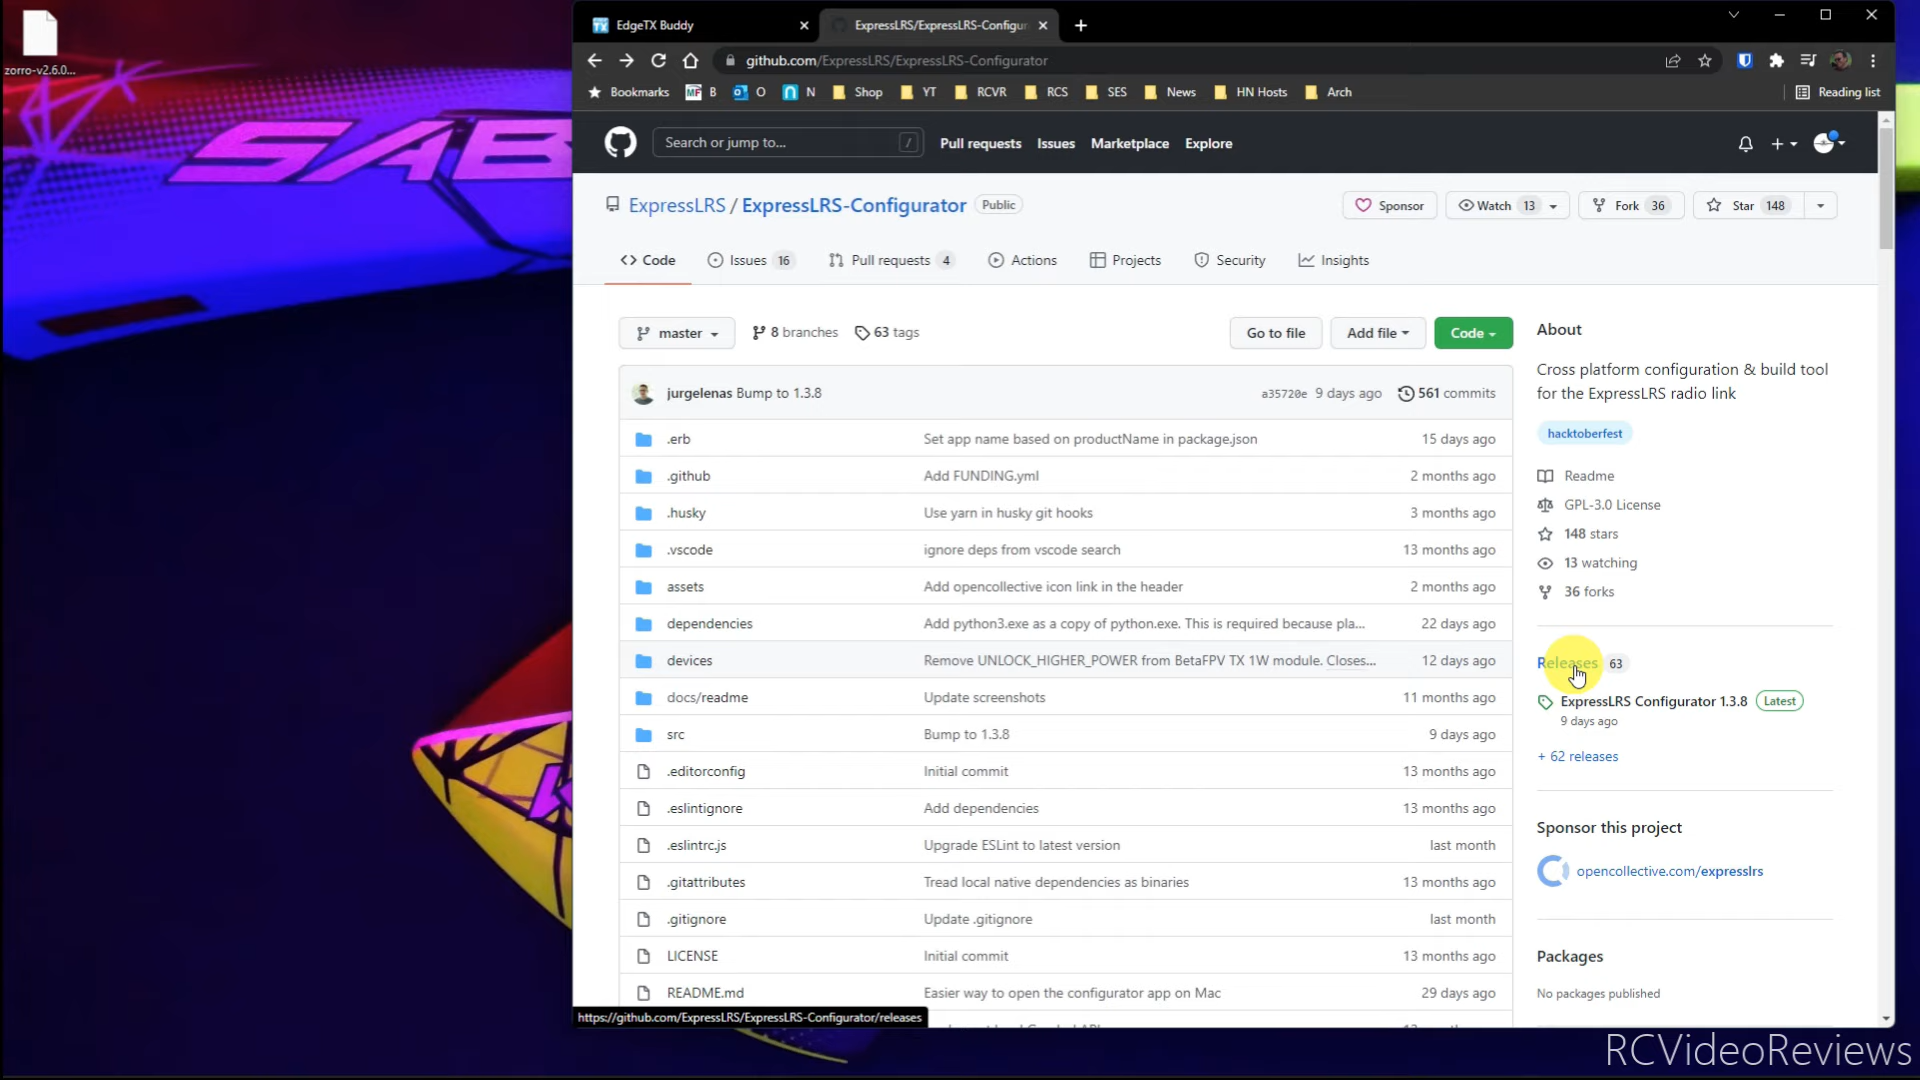 zorro-v2.6.0...
SAB
EdgeTX Buddy
ExpressLRS/ExpressLRS-Configur
github.com/ExpressLRS/ExpressLRS-Configurator
Bookmarks B O N Shop YT RCVR RCS SES News HN Hosts Arch Reading list
Search or jump to... / Pull requests Issues Marketplace Explore
ExpressLRS / ExpressLRS-Configurator Public
Sponsor Watch 13 Fork 36 Star 148
Code Issues 16 Pull requests 4 Actions Projects Security Insights
master 8 branches 63 tags Go to file Add file Code
jurgelenas Bump to 1.3.8 a35720e 9 days ago 561 commits
.erb Set app name based on productName in package.json 15 days ago
.github Add FUNDING.yml 2 months ago
.husky Use yarn in husky git hooks 3 months ago
.vscode ignore deps from vscode search 13 months ago
assets Add opencollective icon link in the header 2 months ago
dependencies Add python3.exe as a copy of python.exe. This is required because pla... 22 days ago
devices Remove UNLOCK_HIGHER_POWER from BetaFPV TX 1W module. Closes... 12 days ago
docs/readme Update screenshots 11 months ago
src Bump to 1.3.8 9 days ago
.editorconfig Initial commit 13 months ago
.eslintignore Add dependencies 13 months ago
.eslintrc.js Upgrade ESLint to latest version last month
.gitattributes Tread local native dependencies as binaries 13 months ago
.gitignore Update .gitignore last month
LICENSE Initial commit 13 months ago
README.md Easier way to open the configurator app on Mac 29 days ago
https://github.com/ExpressLRS/ExpressLRS-Configurator/releases
About
Cross platform configuration & build tool
for the ExpressLRS radio link
hacktoberfest
Readme
GPL-3.0 License
148 stars
13 watching
36 forks
Releases 63
ExpressLRS Configurator 1.3.8 Latest
9 days ago
+ 62 releases
Sponsor this project
opencollective.com/expresslrs
Packages
No packages published
RCVideoReviews